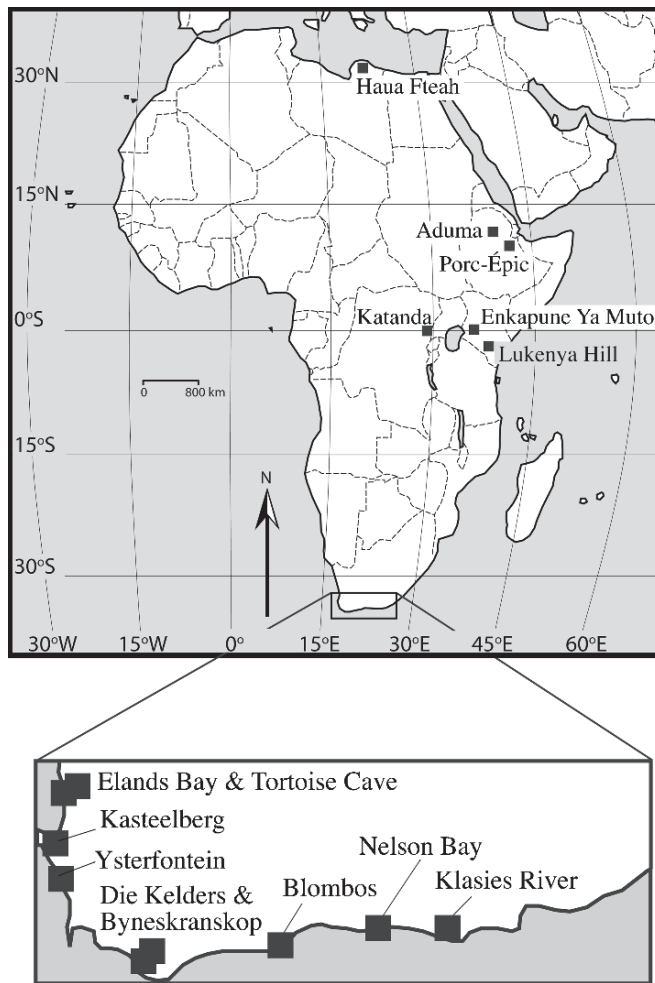 30°N
Haua Fteah
15°N
Aduma
Porc-Épic
0°S
Katanda
Enkapune Ya Muto
Lukenya Hill
0 800 km
15°S
N
30°S
30°W 15°W 0° 15°E 30°E 45°E 60°E
Elands Bay & Tortoise Cave
Kasteelberg
Ysterfontein
Nelson Bay
Die Kelders &
Byneskranskop
Blombos
Klasies River